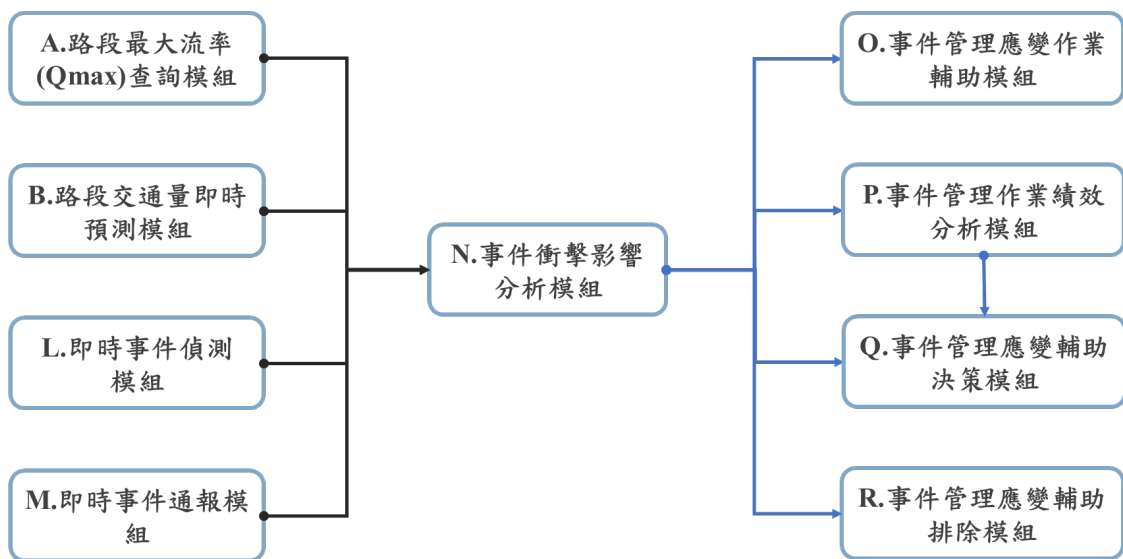 A.路段最大流率
(Qmax)查詢模組
B.路段交通量即時
預測模組
L.即時事件偵測
模組
M.即時事件通報模
組
N.事件衝擊影響
分析模組
O.事件管理應變作業
輔助模組
P.事件管理作業績效
分析模組
Q.事件管理應變輔助
決策模組
R.事件管理應變輔助
排除模組